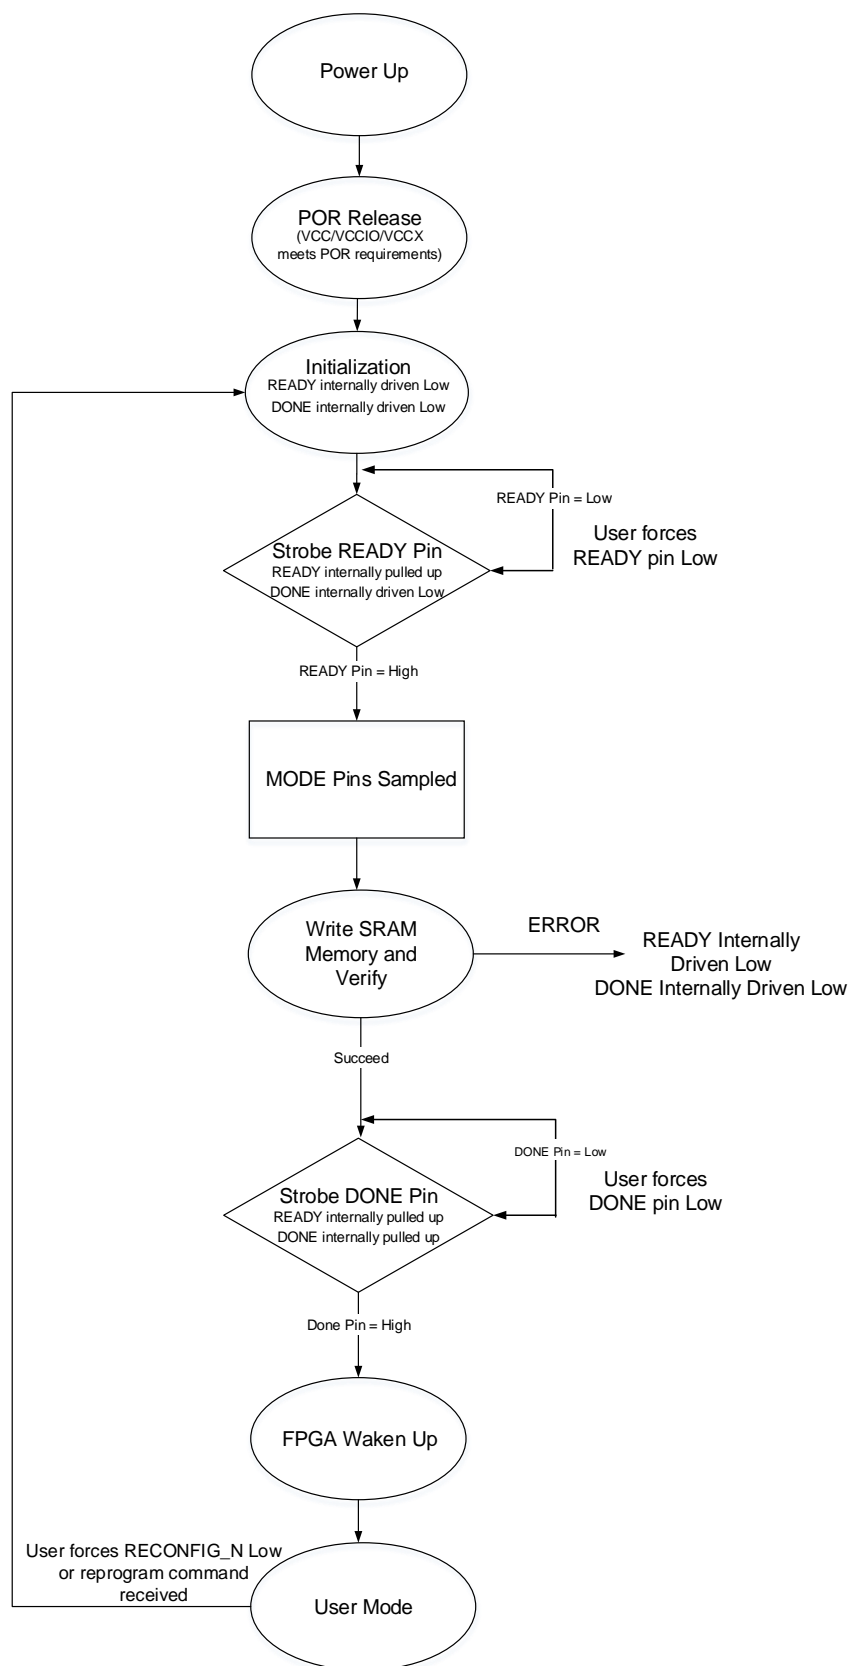 Power Up
POR Release
(VCC/VCCIO/VCCX
meets POR requirements)
Initialization
READY internally driven Low
DONE internally driven Low
READY Pin = Low
User forces
READY pin Low
Strobe READY Pin
READY internally pulled up
DONE internally driven Low
READY Pin = High
MODE Pins Sampled
Write SRAM
Memory and
Verify
ERROR
READY Internally
Driven Low
DONE Internally Driven Low
Succeed
DONE Pin = Low
User forces
DONE pin Low
Strobe DONE Pin
READY internally pulled up
DONE internally pulled up
Done Pin = High
FPGA Waken Up
User forces RECONFIG_N Low
or reprogram command
received
User Mode